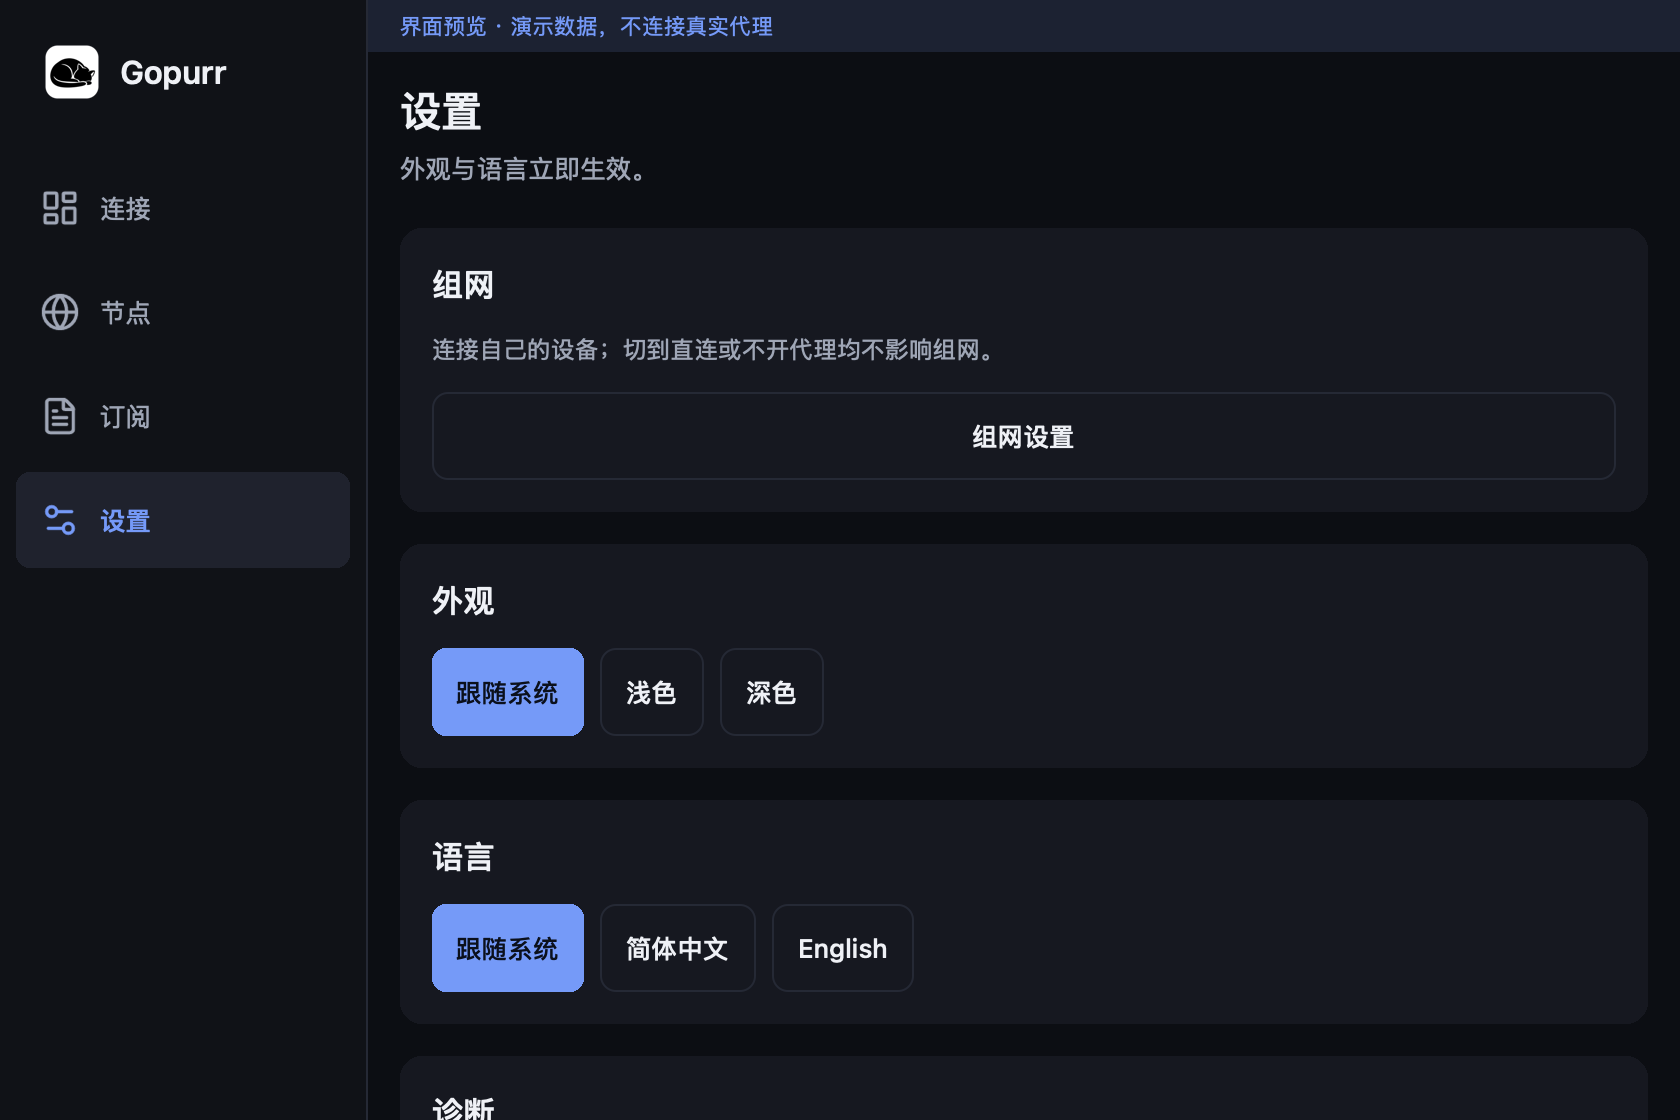 Gopurr
连接
节点
订阅
设置
界面预览 · 演示数据，不连接真实代理
设置
外观与语言立即生效。
组网
连接自己的设备；切到直连或不开代理均不影响组网。
组网设置
外观
跟随系统 浅色 深色
语言
跟随系统 简体中文 English
诊断